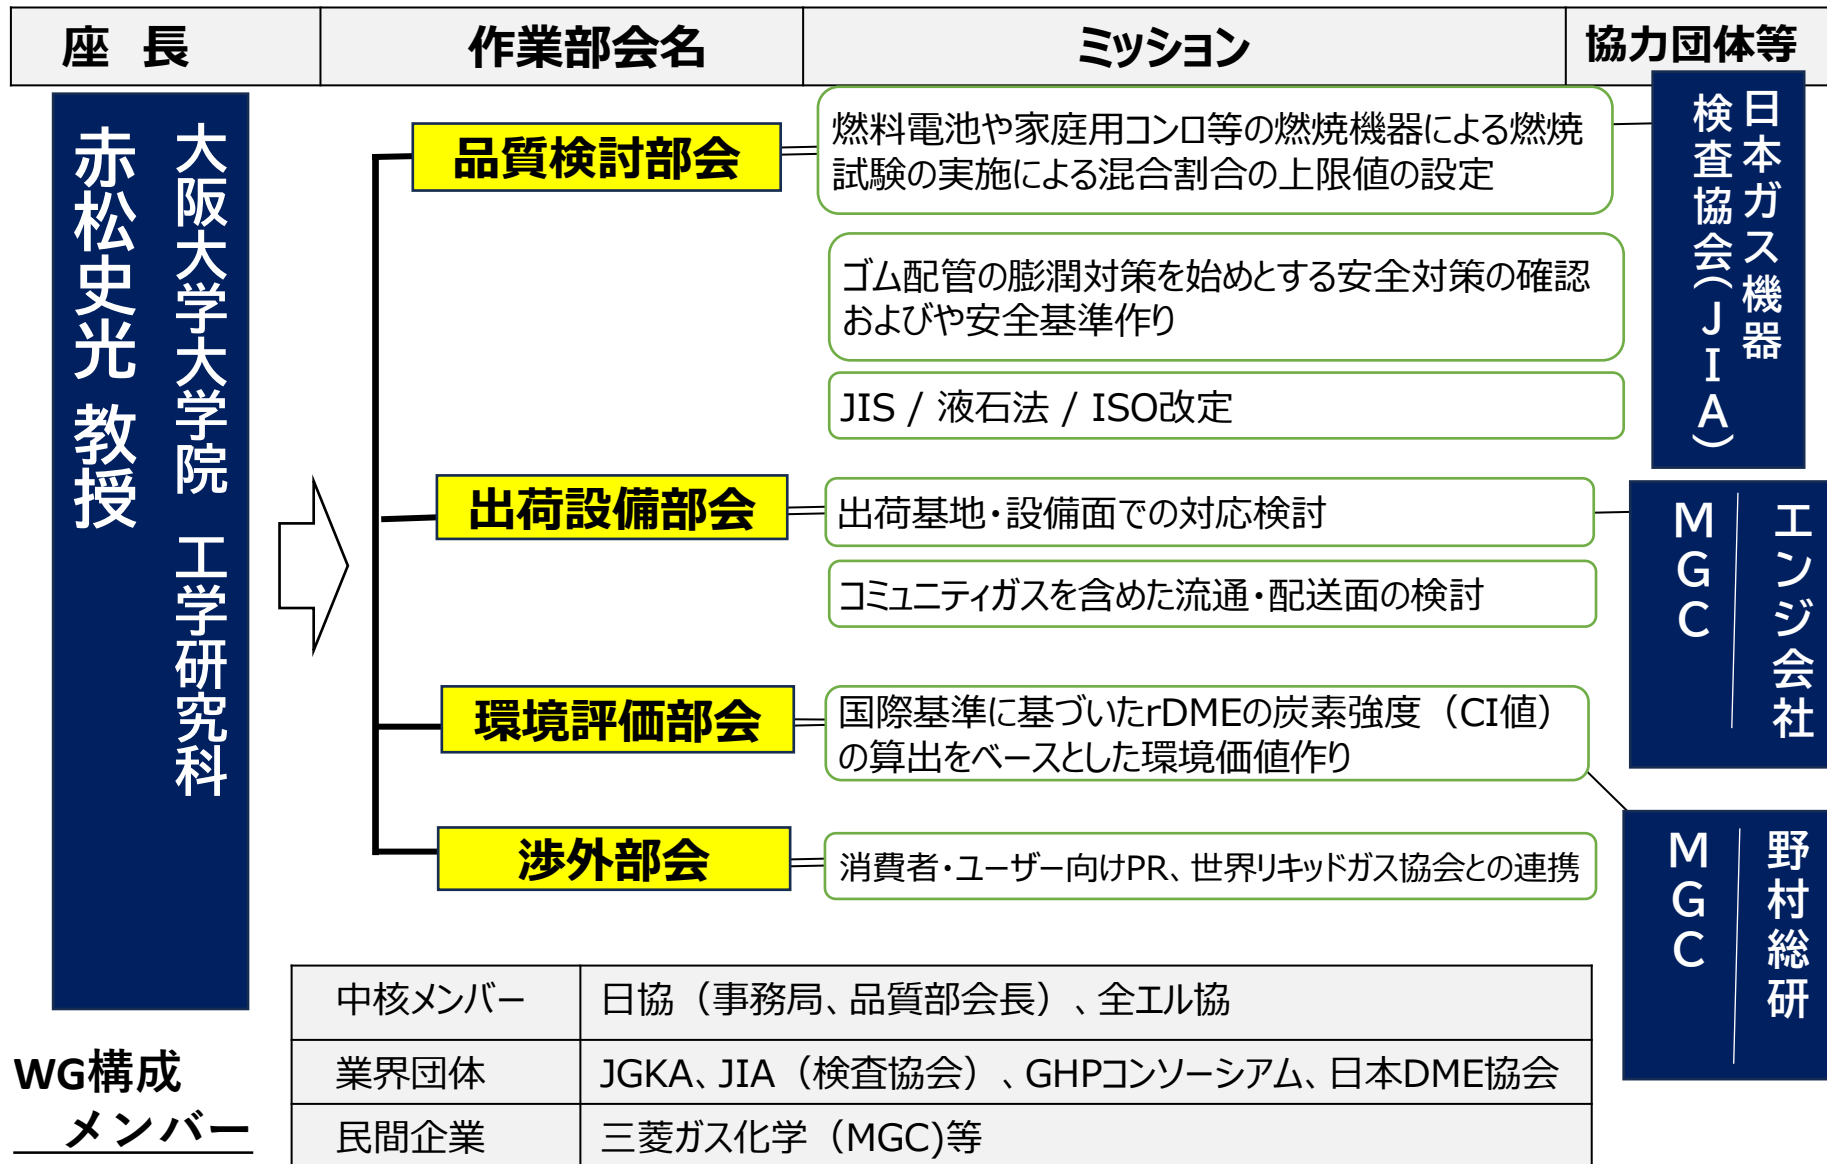 座 長
作業部会名
ミッション
協力団体等
大阪大学大学院 工学研究科
赤松史光 教授
品質検討部会
燃料電池や家庭用コンロ等の燃焼機器による燃焼
試験の実施による混合割合の上限値の設定
ゴム配管の膨潤対策を始めとする安全対策の確認
およびや安全基準作り
JIS / 液石法 / ISO改定
日本ガス機器
検査協会(JIA)
出荷設備部会
出荷基地・設備面での対応検討
コミュニティガスを含めた流通・配送面の検討
エンジ会社
MGC
環境評価部会
国際基準に基づいたrDMEの炭素強度（CI値）
の算出をベースとした環境価値作り
渉外部会
消費者・ユーザー向けPR、世界リキッドガス協会との連携
野村総研
MGC
WG構成
メンバー
中核メンバー
日協（事務局、品質部会長）、全エル協
業界団体
JGKA、JIA（検査協会）、GHPコンソーシアム、日本DME協会
民間企業
三菱ガス化学（MGC)等